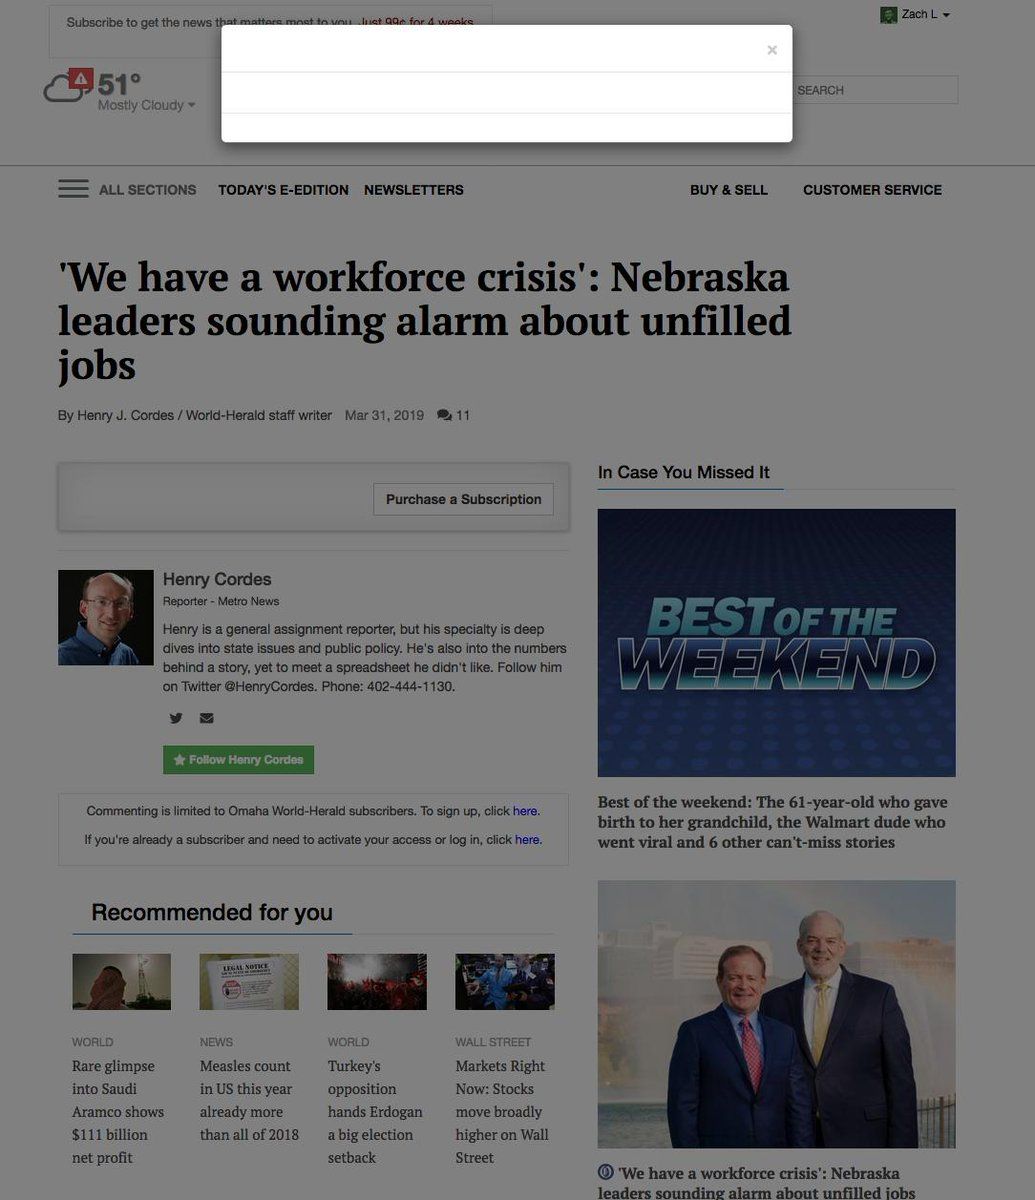 Subscribe to get the news that matters most to you. Just 99¢ for 4 weeks.
Zach L
51°
Mostly Cloudy
SEARCH
×
ALL SECTIONS
TODAY'S E-EDITION
NEWSLETTERS
BUY & SELL
CUSTOMER SERVICE
'We have a workforce crisis': Nebraska
leaders sounding alarm about unfilled
jobs
By Henry J. Cordes / World-Herald staff writer Mar 31, 2019 11
Purchase a Subscription
Henry Cordes
Reporter - Metro News
Henry is a general assignment reporter, but his specialty is deep
dives into state issues and public policy. He's also into the numbers
behind a story, yet to meet a spreadsheet he didn't like. Follow him
on Twitter @HenryCordes. Phone: 402-444-1130.
Follow Henry Cordes
Commenting is limited to Omaha World-Herald subscribers. To sign up, click here.
If you're already a subscriber and need to activate your access or log in, click here.
Recommended for you
LEGAL NOTICE
WORLD
Rare glimpse
into Saudi
Aramco shows
$111 billion
net profit
NEWS
Measles count
in US this year
already more
than all of 2018
WORLD
Turkey's
opposition
hands Erdogan
a big election
setback
WALL STREET
Markets Right
Now: Stocks
move broadly
higher on Wall
Street
In Case You Missed It
BEST OF THE
WEEKEND
Best of the weekend: The 61-year-old who gave
birth to her grandchild, the Walmart dude who
went viral and 6 other can't-miss stories
'We have a workforce crisis': Nebraska
leaders sounding alarm about unfilled jobs